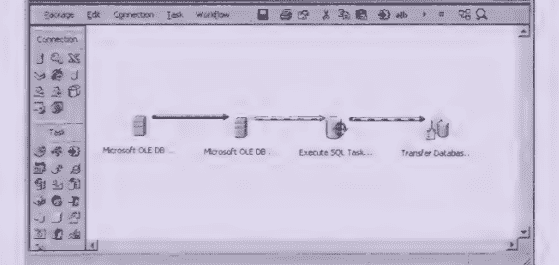 Package Edit Connection Task Workflow
Connection
Task
Microsoft OLE DB ...
Microsoft OLE DB ...
Execute SQL Task...
Transfer Databas...